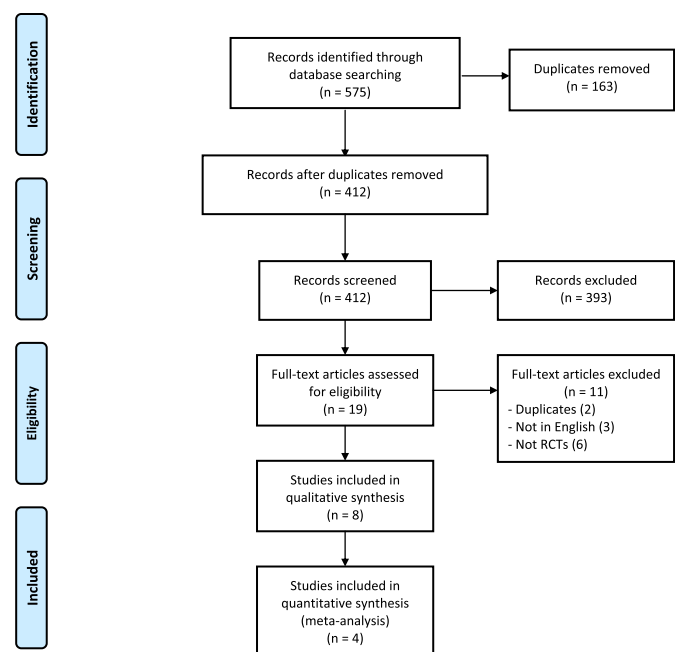 Identification
Records identified through
database searching
(n = 575)
Duplicates removed
(n = 163)
Records after duplicates removed
(n = 412)
Screening
Records screened
(n = 412)
Records excluded
(n = 393)
Eligibility
Full-text articles assessed
for eligibility
(n = 19)
Full-text articles excluded
(n = 11)
- Duplicates (2)
- Not in English (3)
- Not RCTs (6)
Studies included in
qualitative synthesis
(n = 8)
Included
Studies included in
quantitative synthesis
(meta-analysis)
(n = 4)